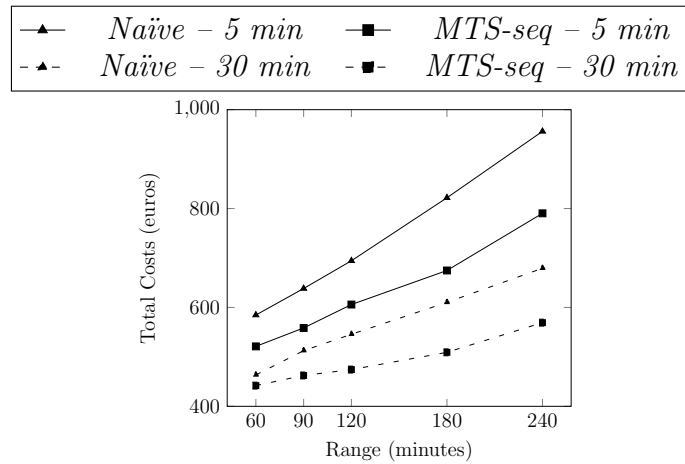 Naïve – 5 min MTS-seq – 5 min
Naïve – 30 min MTS-seq – 30 min
1,000
800
600
400
Total Costs (euros)
60 90 120 180 240
Range (minutes)